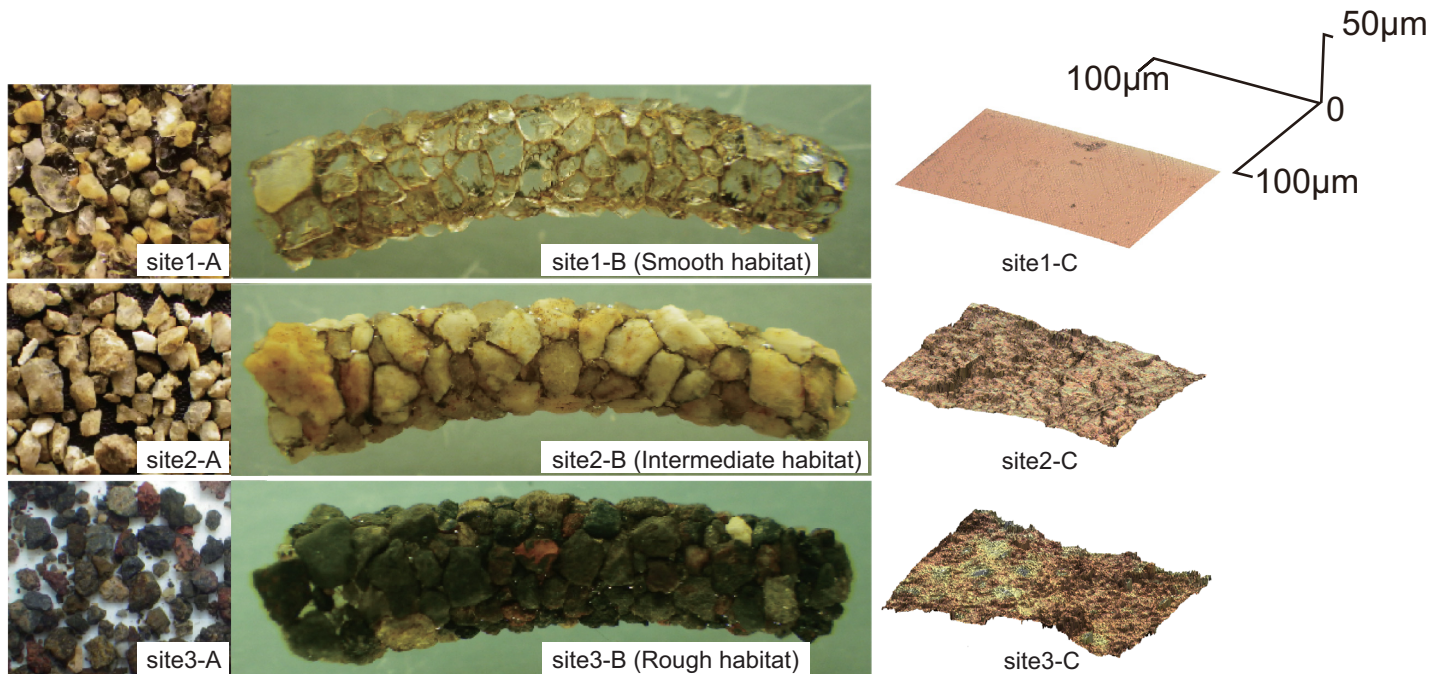 50µm
100µm
0
100µm
site1-A
site1-B (Smooth habitat)
site1-C
site2-A
site2-B (Intermediate habitat)
site2-C
site3-A
site3-B (Rough habitat)
site3-C